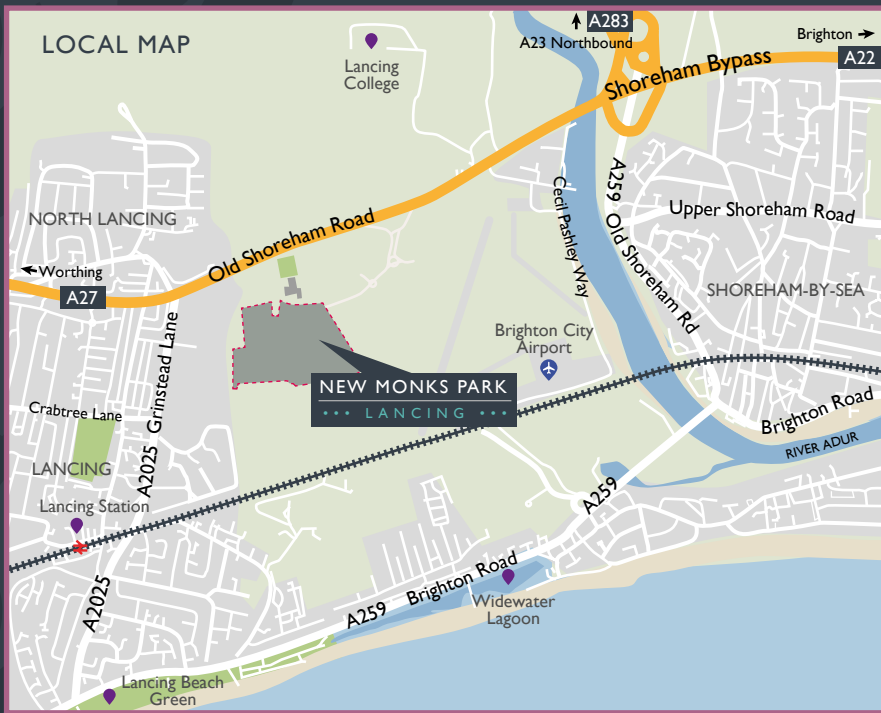 LOCAL MAP
A283
A23 Northbound
Brighton
A22
Shoreham Bypass
Lancing
College
Cecil Pashley Way
A259 Old Shoreham Rd
Upper Shoreham Road
NORTH LANCING
Old Shoreham Road
Worthing
A27
SHOREHAM-BY-SEA
Brighton City
Airport
NEW MONKS PARK
LANCING
A2025 Grinstead Lane
Crabtree Lane
Brighton Road
RIVER ADUR
LANCING
Lancing Station
A259
A2025
A259 Brighton Road
Widewater
Lagoon
Lancing Beach
Green